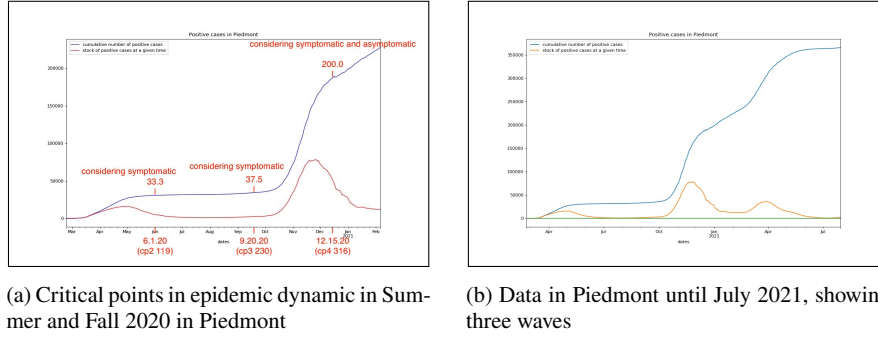 Positive cases in Piedmont
cumulative number of positive cases
stock of positive cases at a given time
considering symptomatic and asymptomatic
200.0
considering symptomatic
33.3
considering symptomatic
37.5
200000
150000
100000
50000
0
Mar Apr May Jun Jul Aug Sep Oct Nov Dec Jan 2021 Feb
dates
6.1.20
(cp2 119)
9.20.20
(cp3 230)
12.15.20
(cp4 316)
(a) Critical points in epidemic dynamic in Sum-
mer and Fall 2020 in Piedmont
Positive cases in Piedmont
cumulative number of positive cases
stock of positive cases at a given time
350000
300000
250000
200000
150000
100000
50000
0
Apr Jul Oct Jan 2021 Apr Jul
dates
(b) Data in Piedmont until July 2021, showin
three waves